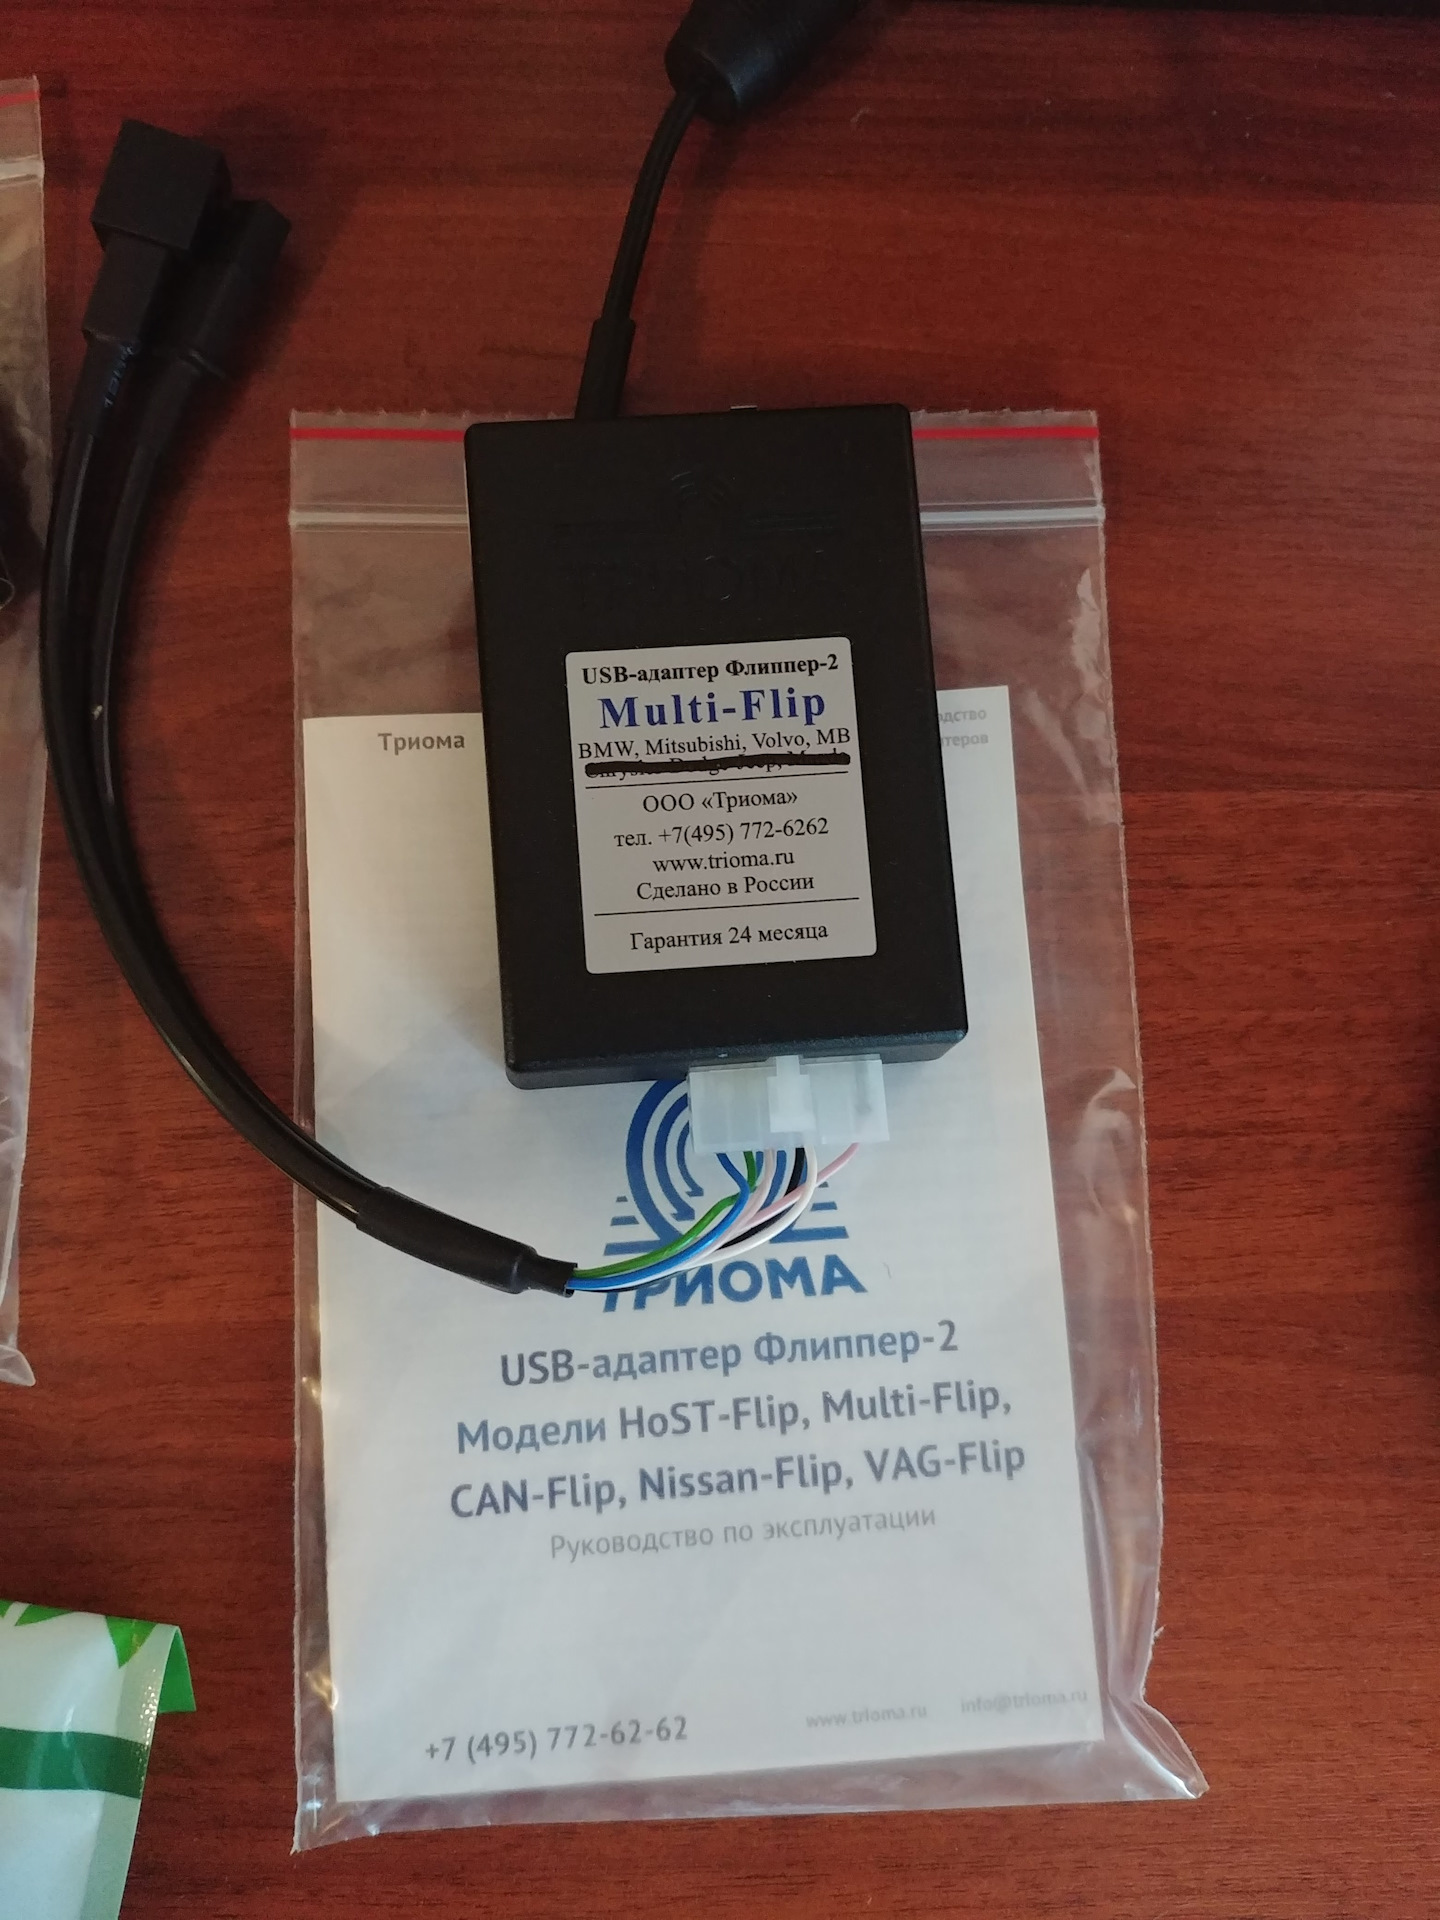 USB-адаптер Флиппер-2
Multi-Flip
BMW, Mitsubishi, Volvo, MB
ООО «Триома»
тел. +7(495) 772-6262
www.trioma.ru
Сделано в России
Гарантия 24 месяца
Триома
ТРИОМА
USB-адаптер Флиппер-2
Модели HoST-Flip, Multi-Flip,
CAN-Flip, Nissan-Flip, VAG-Flip
Руководство по эксплуатации
+7 (495) 772-62-62 www.trioma.ru info@trioma.ru